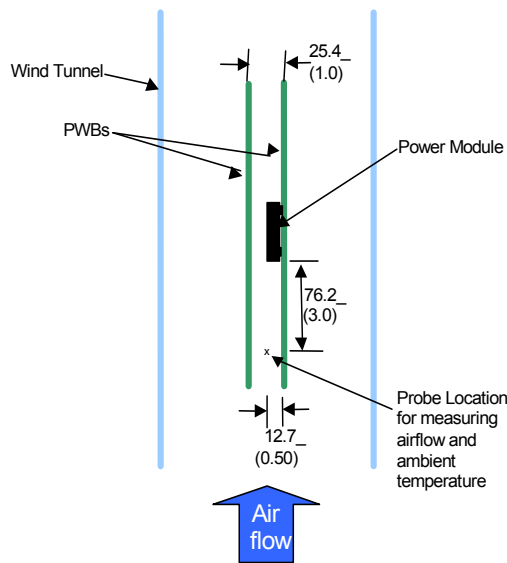 25.4_
(1.0)
Wind Tunnel
PWBs
Power Module
76.2_
(3.0)
x
Probe Location
for measuring
airflow and
ambient
temperature
12.7_
(0.50)
Air
flow